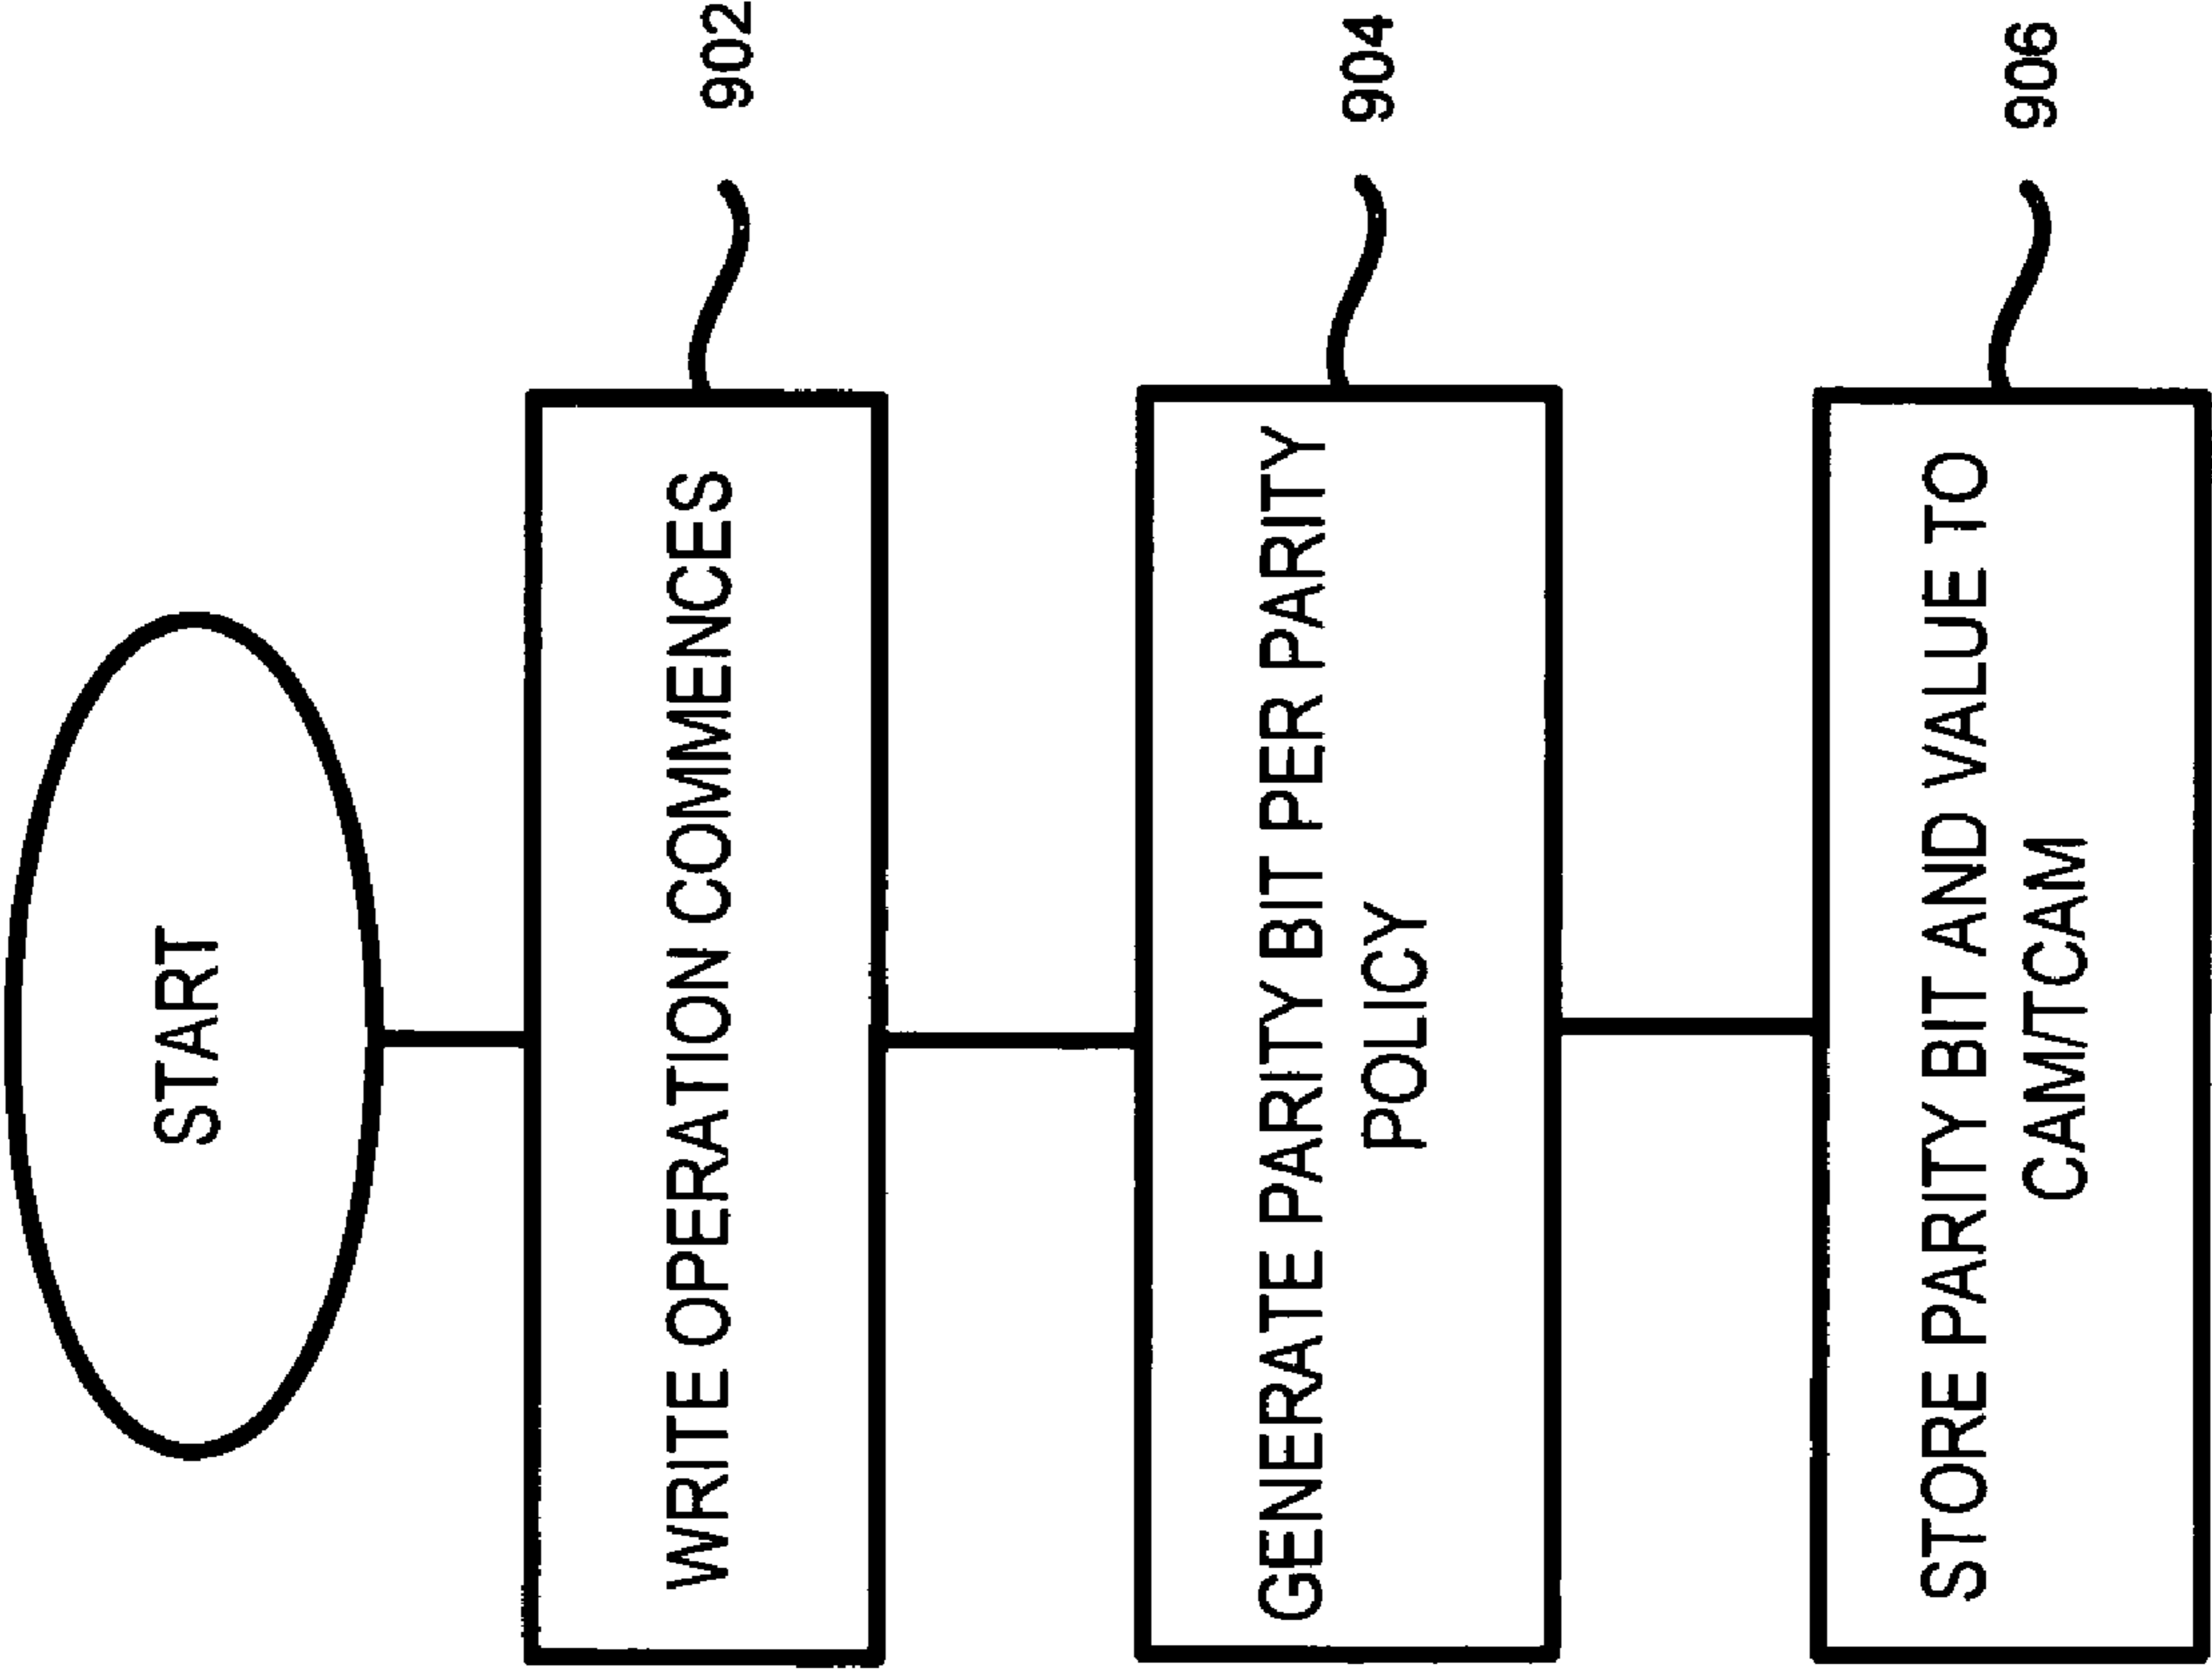 START
WRITE OPERATION COMMENCES
902
GENERATE PARITY BIT PER PARITY
POLICY
904
STORE PARITY BIT AND VALUE TO
CAM/TCAM
906